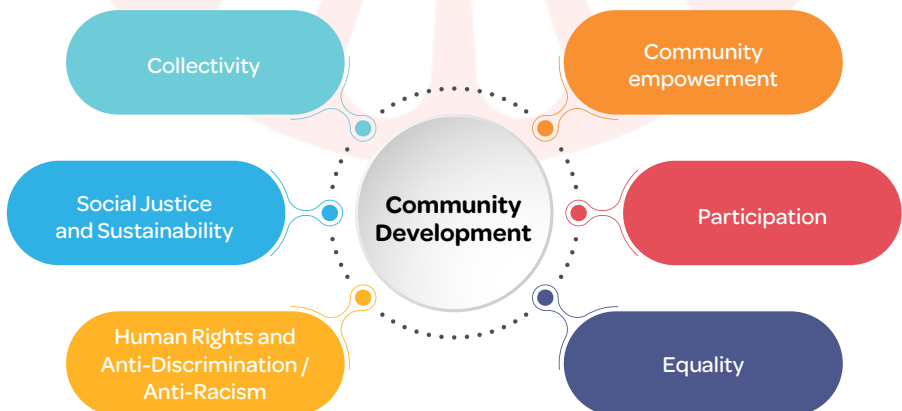 Collectivity
Community
empowerment
Social Justice
and Sustainability
Community
Development
Participation
Human Rights and
Anti-Discrimination /
Anti-Racism
Equality